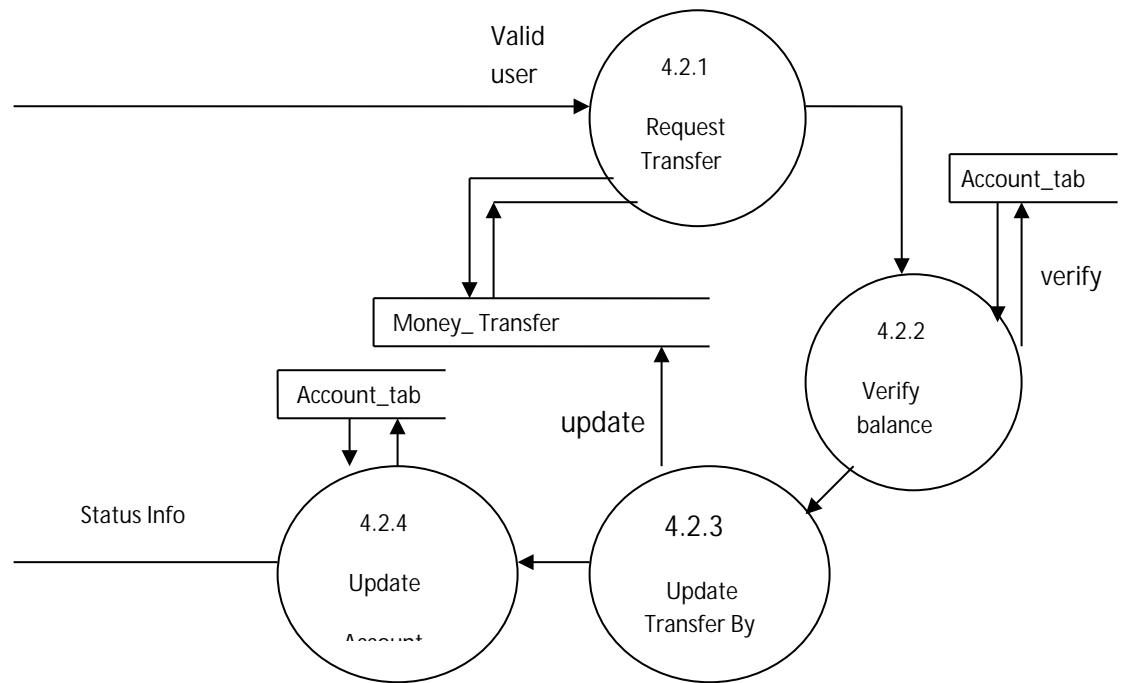 Valid
user
4.2.1
Request
Transfer
Account_tab
verify
Money_ Transfer
4.2.2
Verify
balance
Account_tab
update
Status Info
4.2.4
Update
Account
4.2.3
Update
Transfer By